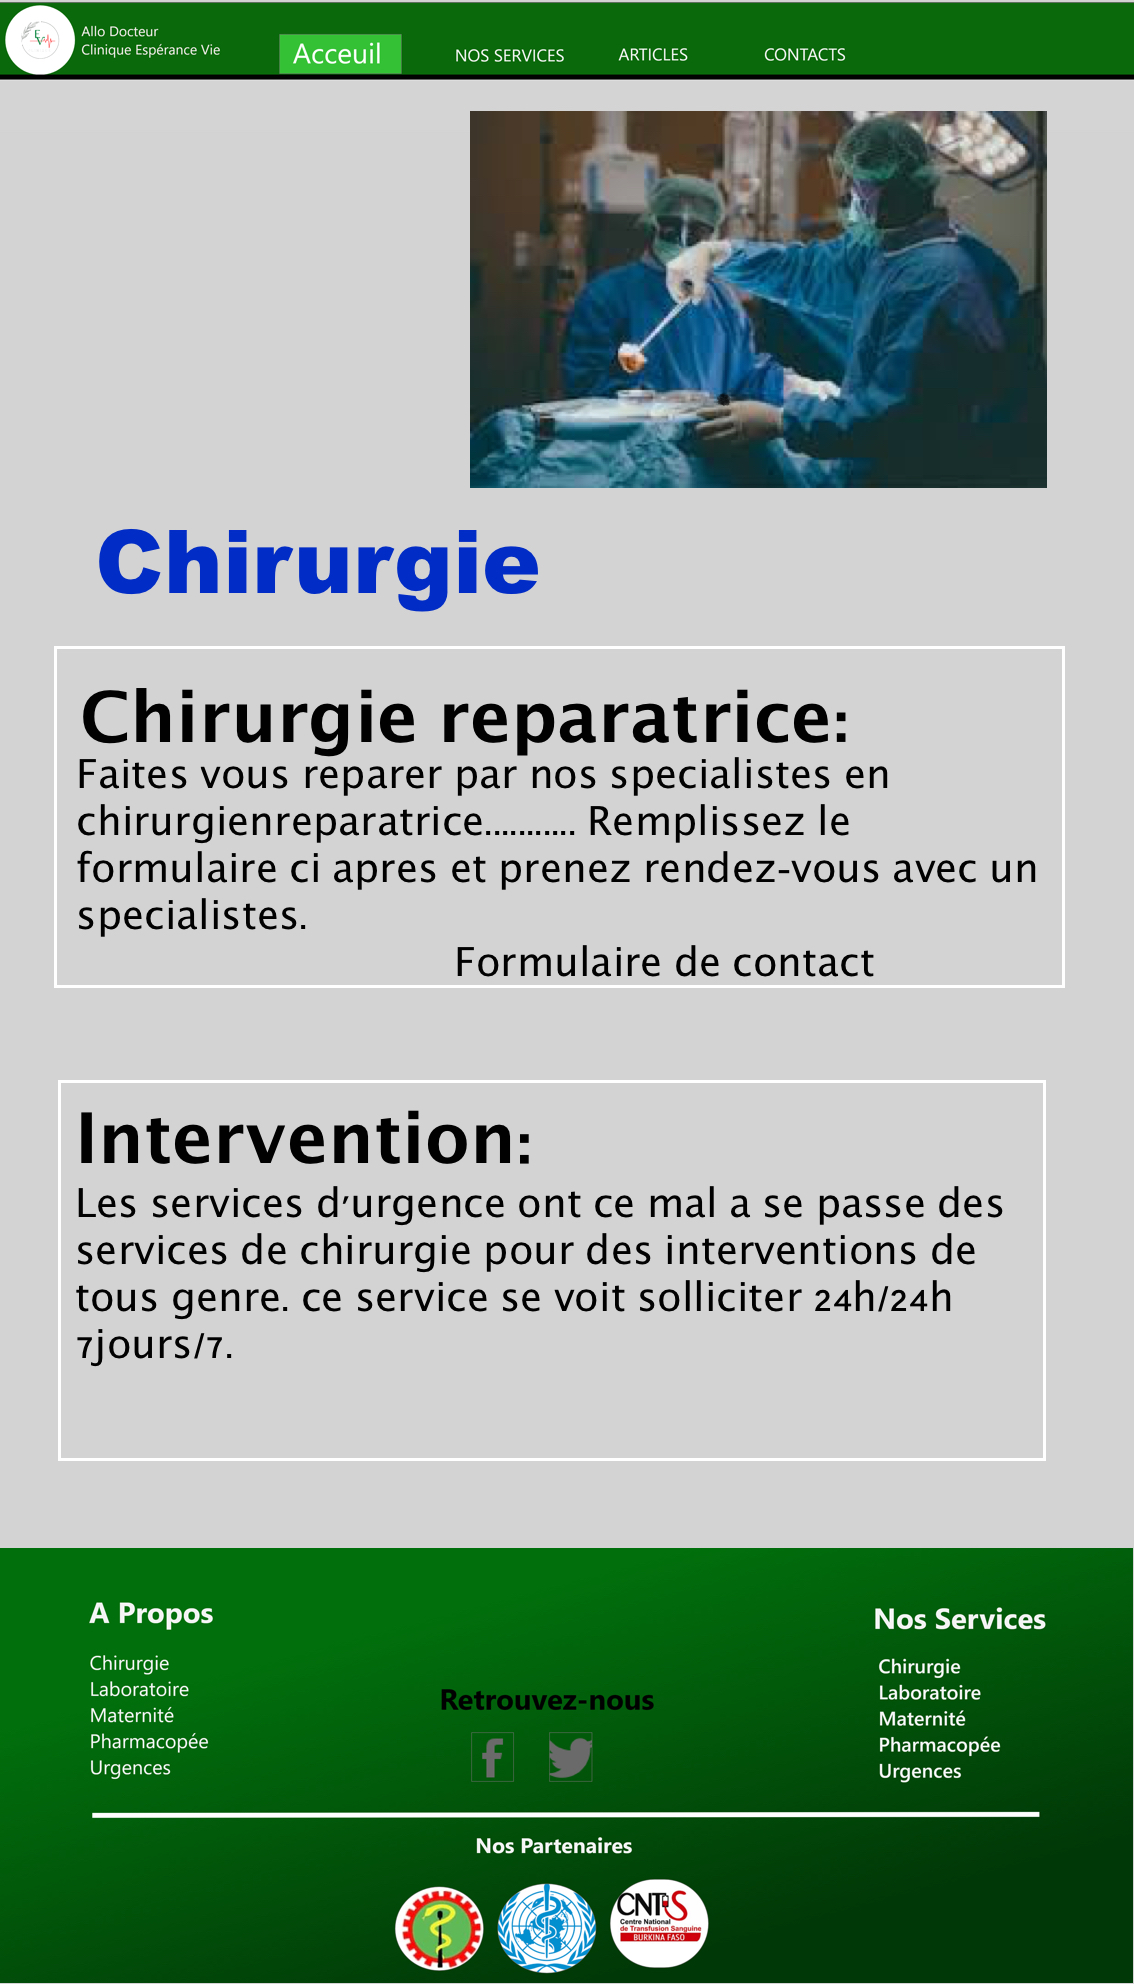 EV
Allo Docteur
Clinique Espérance Vie
Acceuil
NOS SERVICES
ARTICLES
CONTACTS
Chirurgie
Chirurgie reparatrice:
Faites vous reparer par nos specialistes en
chirurgienreparatrice........... Remplissez le
formulaire ci apres et prenez rendez-vous avec un
specialistes.
Formulaire de contact
Intervention:
Les services d'urgence ont ce mal a se passe des
services de chirurgie pour des interventions de
tous genre. ce service se voit solliciter 24h/24h
7jours/7.
A Propos
Chirurgie
Laboratoire
Maternité
Pharmacopée
Urgences
Retrouvez-nous
Nos Services
Chirurgie
Laboratoire
Maternité
Pharmacopée
Urgences
Nos Partenaires
CNTS
Centre National
de Transfusion Sanguine
BURKINA FASO